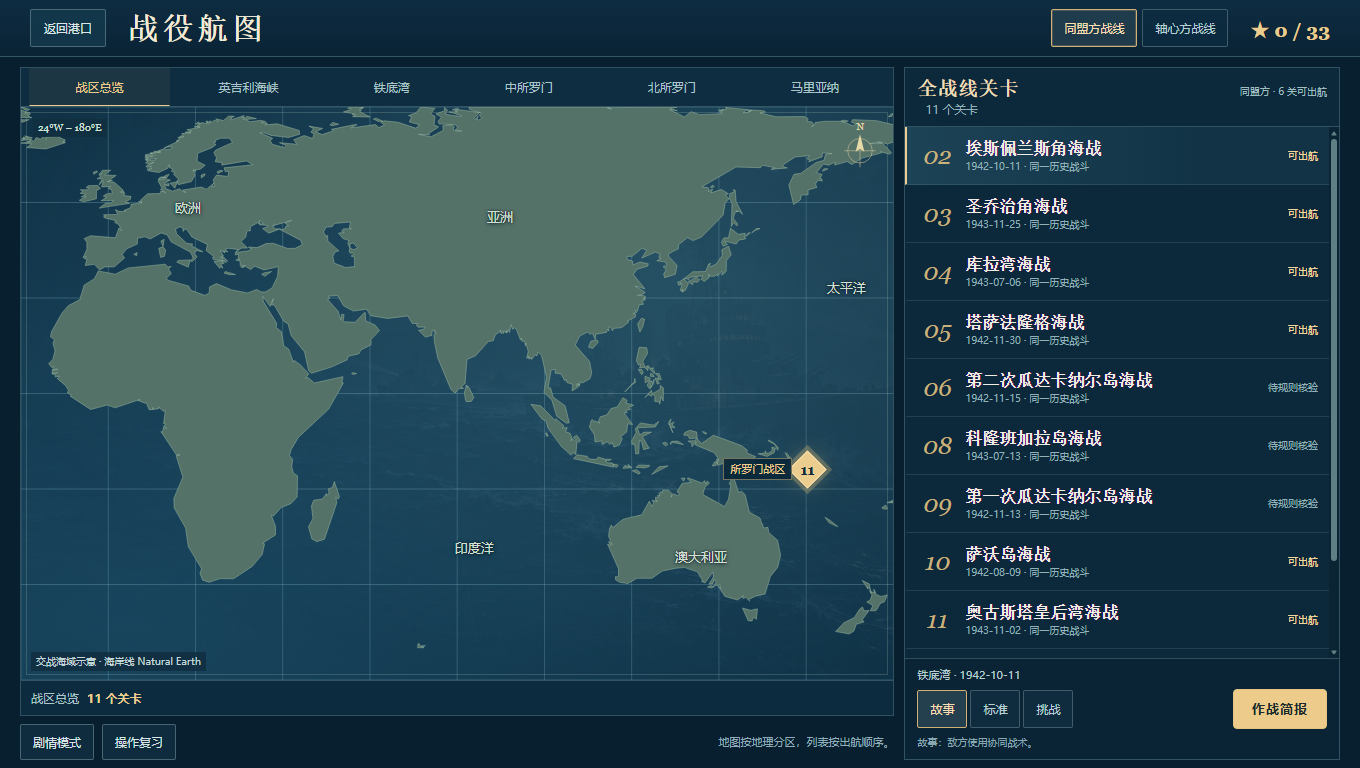 返回港口
战役航图
同盟方战线
轴心方战线
★ 0 / 33
战区总览
英吉利海峡
铁底湾
中所罗门
北所罗门
马里亚纳
24°W – 180°E
N
欧洲
亚洲
太平洋
所罗门战区
11
印度洋
澳大利亚
交战海域示意 · 海岸线 Natural Earth
战区总览 11 个关卡
剧情模式
操作复习
地图按地理分区，列表按出航顺序。
全战线关卡
11 个关卡
同盟方 · 6 关可出航
02 埃斯佩兰斯角海战 可出航
1942-10-11 · 同一历史战斗
03 圣乔治角海战 可出航
1943-11-25 · 同一历史战斗
04 库拉湾海战 可出航
1943-07-06 · 同一历史战斗
05 塔萨法隆格海战 可出航
1942-11-30 · 同一历史战斗
06 第二次瓜达卡纳尔岛海战 待规则核验
1942-11-15 · 同一历史战斗
08 科隆班加拉岛海战 待规则核验
1943-07-13 · 同一历史战斗
09 第一次瓜达卡纳尔岛海战 待规则核验
1942-11-13 · 同一历史战斗
10 萨沃岛海战 可出航
1942-08-09 · 同一历史战斗
11 奥古斯塔皇后湾海战 可出航
1943-11-02 · 同一历史战斗
铁底湾 · 1942-10-11
故事
标准
挑战
作战简报
故事：敌方使用协同战术。